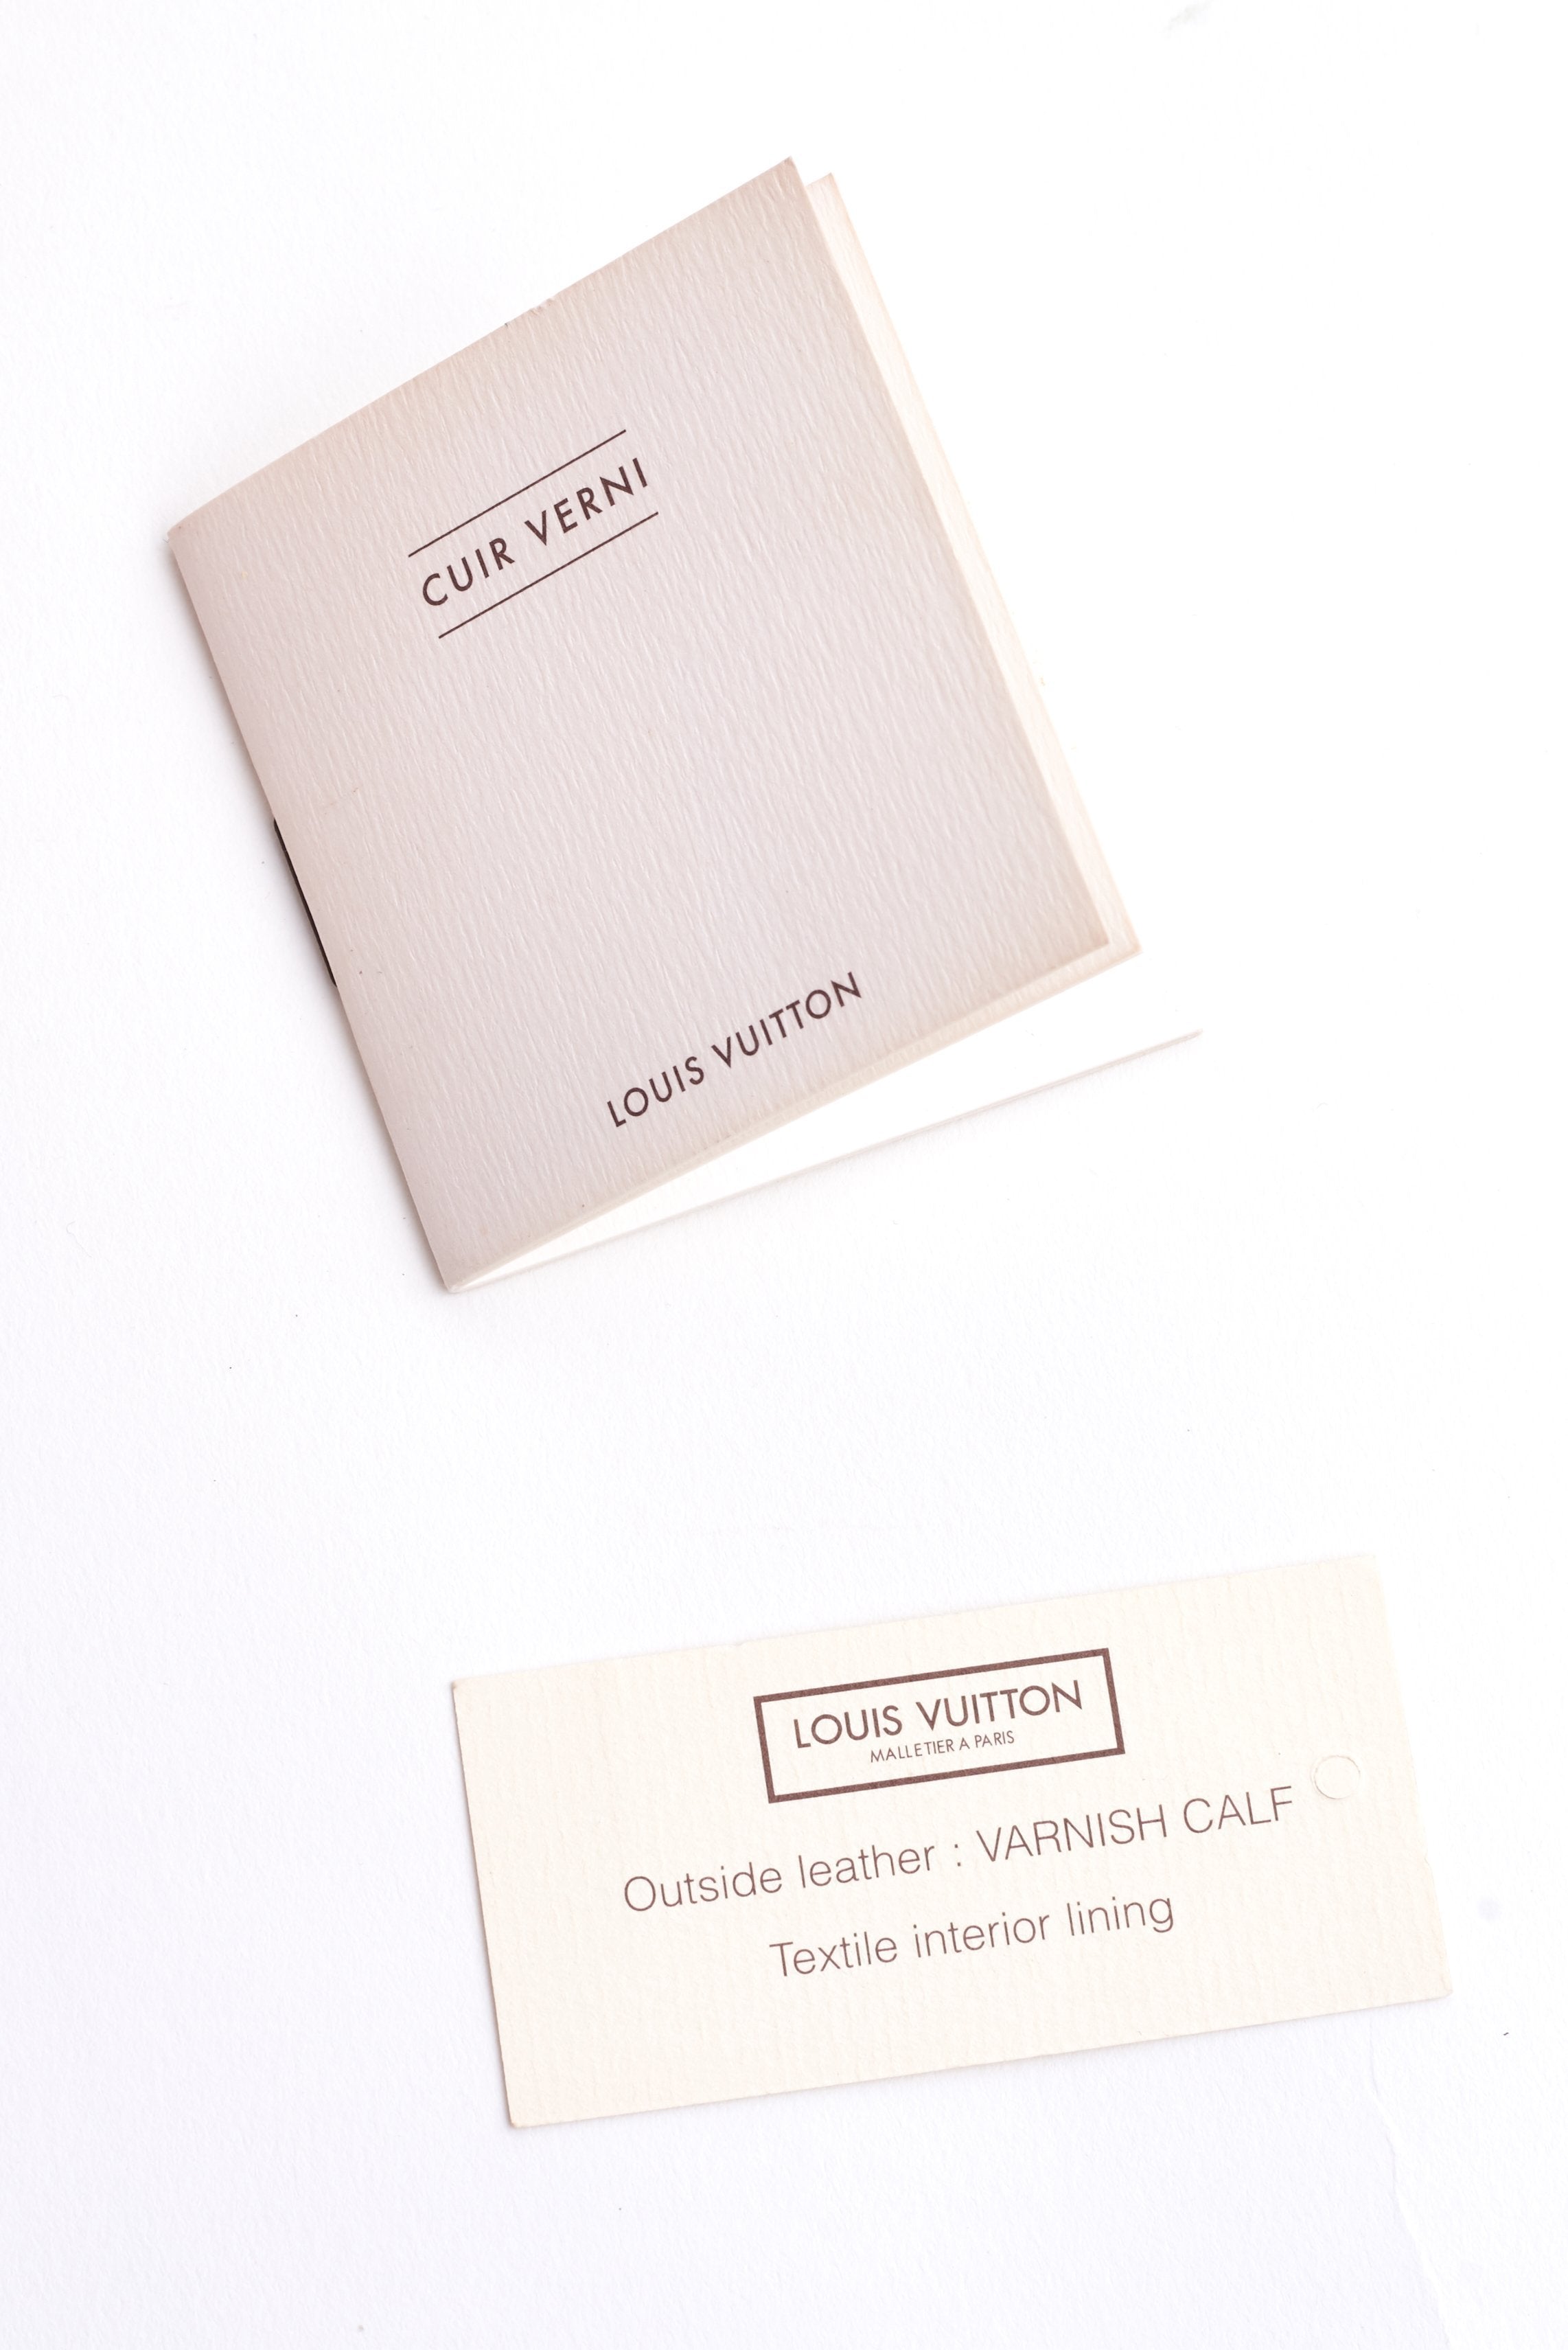 CUIR VERNI
LOUIS VUITTON
LOUIS VUITTON
MALLETIER A PARIS
Outside leather : VARNISH CALF
Textile interior lining